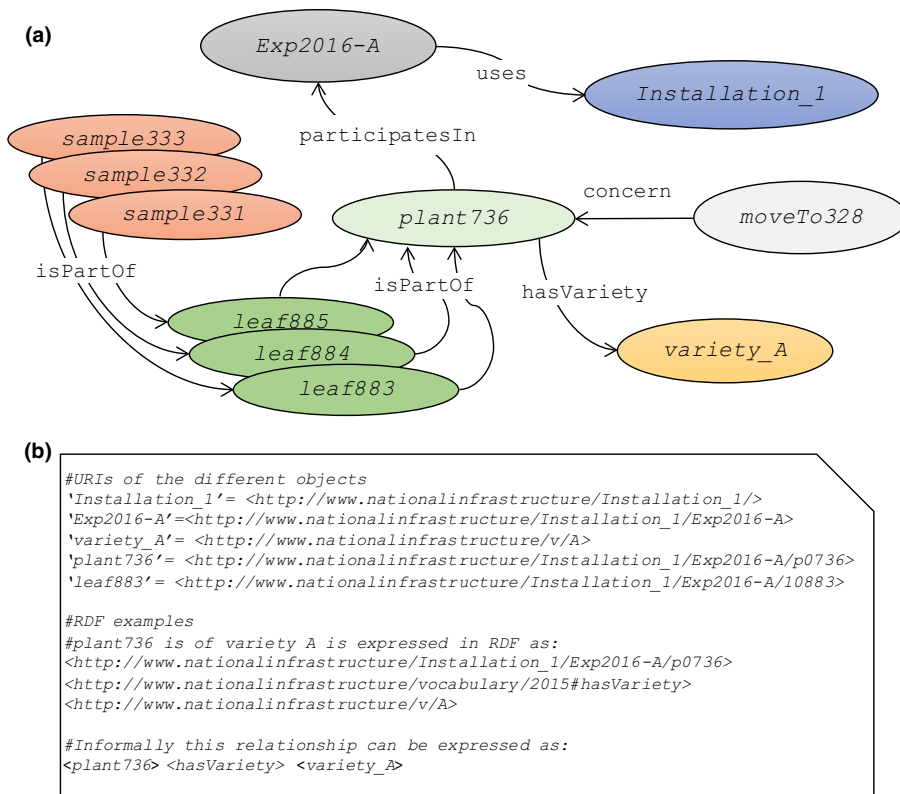 (a)
Exp2016-A
uses
Installation_1
participatesIn
sample333
sample332
sample331
concern
plant736
moveTo328
isPartOf
isPartOf
hasVariety
leaf885
leaf884
leaf883
variety_A
(b)
#URIs of the different objects
‛Installation_1’= <http://www.nationalinfrastructure/Installation_1/>
‛Exp2016-A’=<http://www.nationalinfrastructure/Installation_1/Exp2016-A>
‛variety_A’= <http://www.nationalinfrastructure/v/A>
‛plant736’= <http://www.nationalinfrastructure/Installation_1/Exp2016-A/p0736>
‛leaf883’= <http://www.nationalinfrastructure/Installation_1/Exp2016-A/10883>
#RDF examples
#plant736 is of variety A is expressed in RDF as:
<http://www.nationalinfrastructure/Installation_1/Exp2016-A/p0736>
<http://www.nationalinfrastructure/vocabulary/2015#hasVariety>
<http://www.nationalinfrastructure/v/A>
#Informally this relationship can be expressed as:
<plant736> <hasVariety> <variety_A>